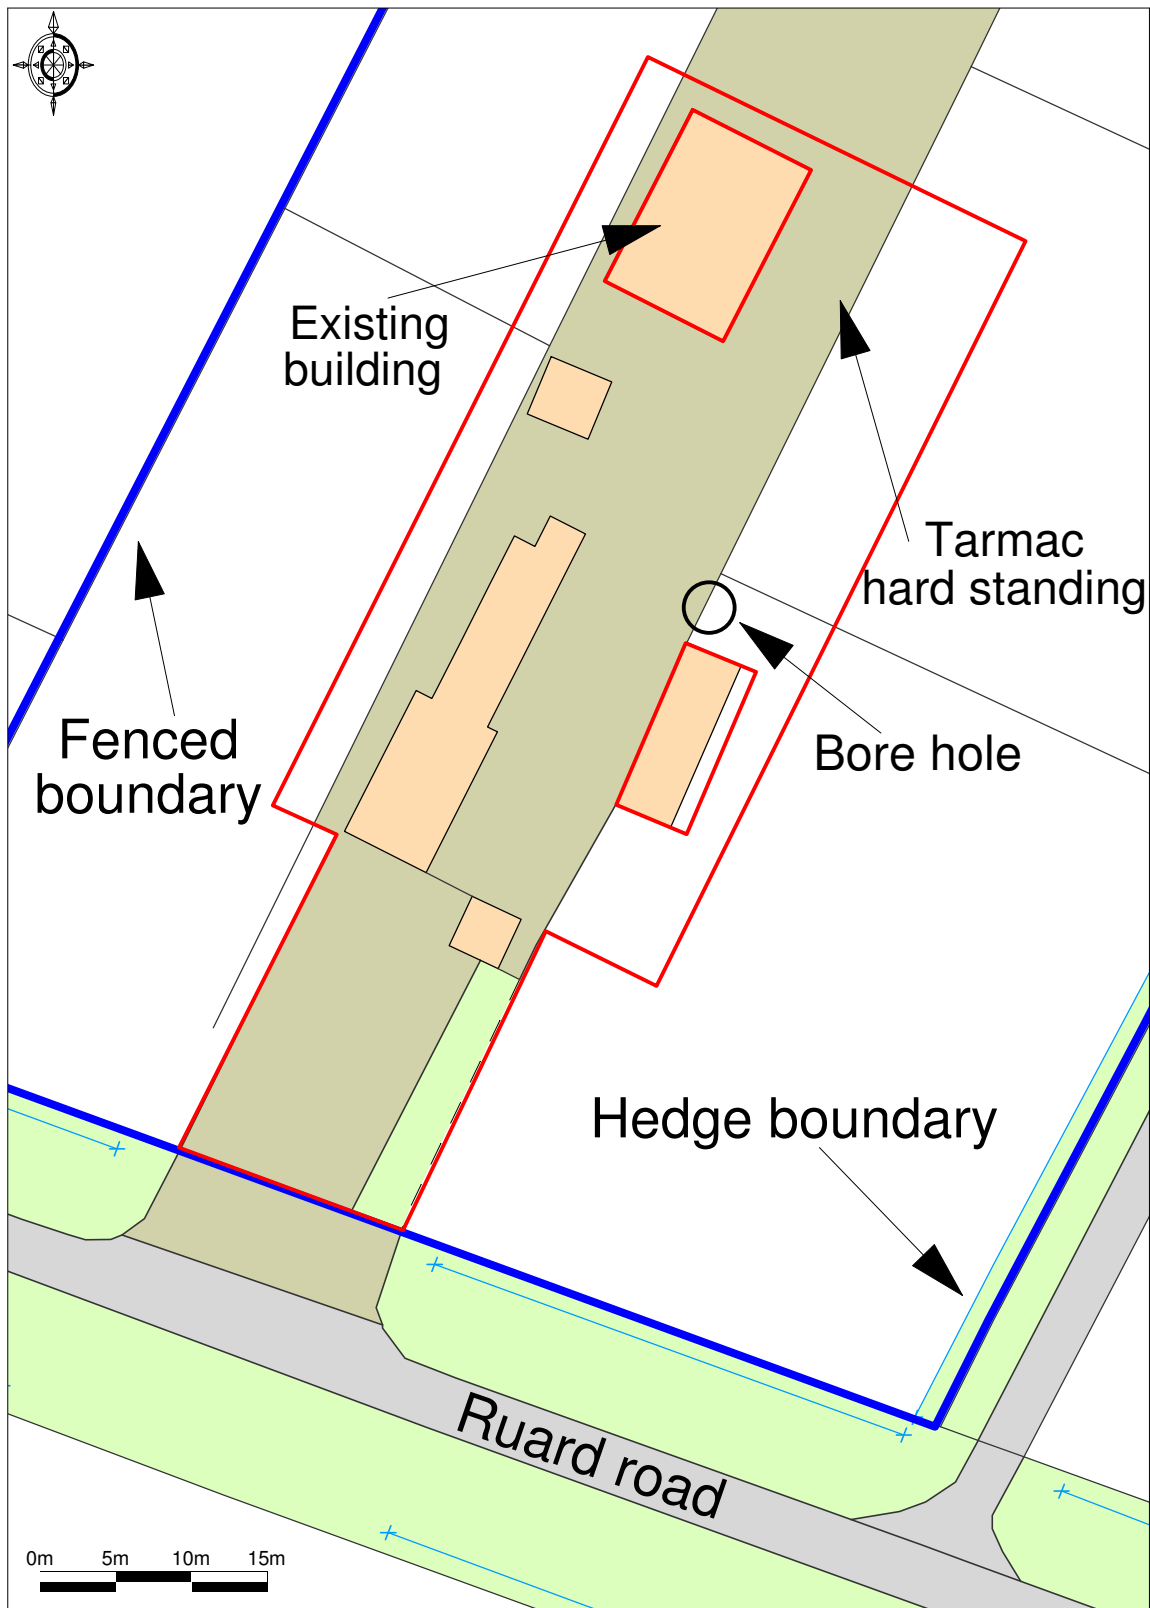 Existing
building
Tarmac
hard standing
Fenced
boundary
Bore hole
Hedge boundary
Ruard road
0m 5m 10m 15m